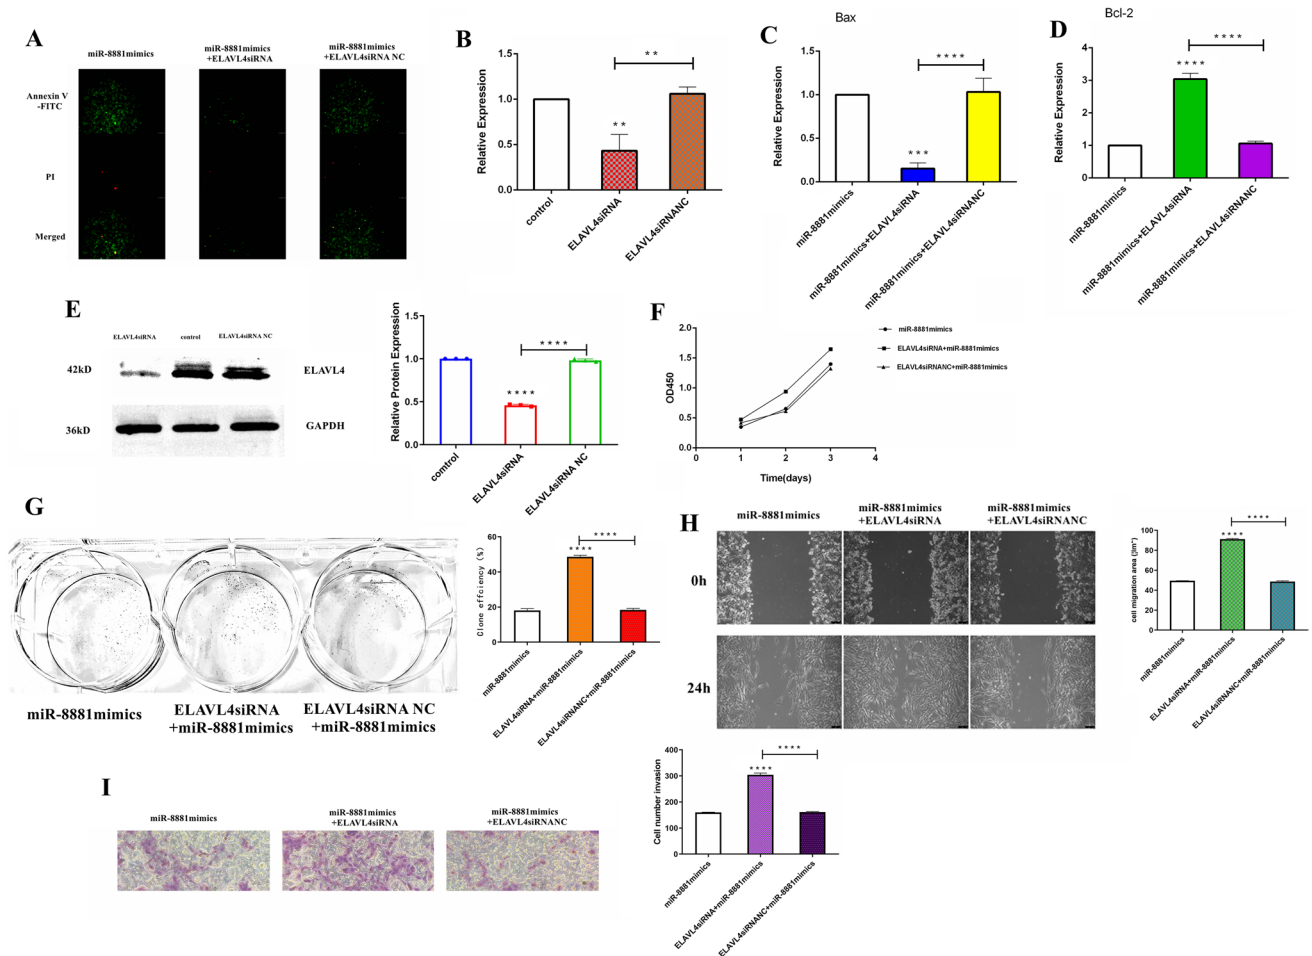 A
miR-8881mimics
miR-8881mimics
+ELAVL4siRNA
miR-8881mimics
+ELAVL4siRNA NC
Annexin V
-FITC
PI
Merged
B
Relative Expression
1.5
1.0
0.5
0.0
* *
* *
control
ELAVL4siRNA
ELAVL4siRNANC
C
Bax
Relative Expression
1.5
1.0
0.5
0.0
* * * *
* * *
miR-8881mimics
miR-8881mimics+ELAVL4siRNA
miR-8881mimics+ELAVL4siRNANC
D
Bcl-2
Relative Expression
4
3
2
1
0
* * * *
* * * *
miR-8881mimics
miR-8881mimics+ELAVL4siRNA
miR-8881mimics+ELAVL4siRNANC
E
ELAVL4siRNA
control
ELAVL4siRNA NC
42kD
ELAVL4
36kD
GAPDH
Relative Protein Expression
1.5
1.0
0.5
0.0
* * * *
* * * *
comtrol
ELAVL4siRNA
ELAVL4siRNA NC
F
OD450
2.0
1.5
1.0
0.5
0.0
0
1
2
3
4
Time(days)
miR-8881mimics
ELAVL4siRNA+miR-8881mimics
ELAVL4siRNANC+miR-8881mimics
G
miR-8881mimics
ELAVL4siRNA
+miR-8881mimics
ELAVL4siRNA NC
+miR-8881mimics
Clone effciency (%)
60
40
20
0
* * * *
* * * *
miR-8881mimics
ELAVL4siRNA+miR-8881mimics
ELAVL4siRNANC+miR-8881mimics
H
miR-8881mimics
miR-8881mimics
+ELAVL4siRNA
miR-8881mimics
+ELAVL4siRNANC
0h
24h
100
80
60
40
20
0
* * * *
* * * *
miR-8881mimics
ELAVL4siRNA+miR-8881mimics
ELAVL4siRNANC+miR-8881mimics
I
miR-8881mimics
miR-8881mimics
+ELAVL4siRNA
miR-8881mimics
+ELAVL4siRNANC
Cell number invasion
400
300
200
100
0
* * * *
* * * *
miR-8881mimics
ELAVL4siRNA+miR-8881mimics
ELAVL4siRNANC+miR-8881mimics